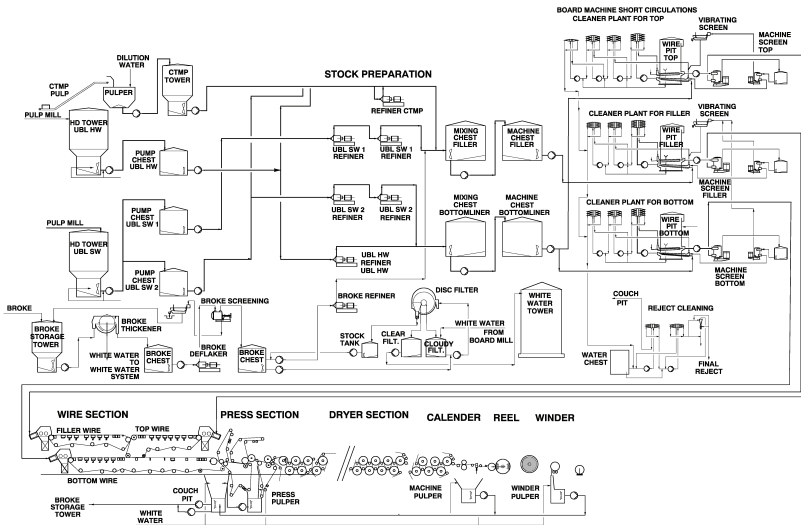 BOARD MACHINE SHORT CIRCULATIONS
CLEANER PLANT FOR TOP
VIBRATING
SCREEN
MACHINE
SCREEN
TOP
WIRE
PIT
TOP
DILUTION
WATER
CTMP
TOWER
CTMP
PULP
PULPER
PULP MILL
HD TOWER
UBL HW
PUMP
CHEST
UBL HW
STOCK PREPARATION
REFINER CTMP
UBL SW 1
REFINER
UBL SW 1
REFINER
MIXING
CHEST
FILLER
MACHINE
CHEST
FILLER
CLEANER PLANT FOR FILLER
VIBRATING
SCREEN
WIRE
PIT
FILLER
MACHINE
SCREEN
FILLER
PUMP
CHEST
UBL SW 1
UBL SW 2
REFINER
UBL SW 2
REFINER
MIXING
CHEST
BOTTOMLINER
MACHINE
CHEST
BOTTOMLINER
CLEANER PLANT FOR BOTTOM
WIRE
PIT
BOTTOM
MACHINE
SCREEN
BOTTOM
PULP MILL
HD TOWER
UBL SW
PUMP
CHEST
UBL SW 2
UBL HW
REFINER
UBL HW
BROKE REFINER
DISC FILTER
WHITE
WATER
TOWER
COUCH
PIT
REJECT CLEANING
WATER
CHEST
FINAL
REJECT
BROKE
BROKE
STORAGE
TOWER
BROKE
THICKENER
WHITE WATER
TO
WHITE WATER
SYSTEM
BROKE
CHEST
BROKE SCREENING
BROKE
DEFLAKER
BROKE
CHEST
STOCK
TANK
CLEAR
FILT.
CLOUDY
FILT.
WHITE WATER
FROM
BOARD MILL
WIRE SECTION
PRESS SECTION
DRYER SECTION
CALENDER
REEL
WINDER
FILLER WIRE
TOP WIRE
BOTTOM WIRE
COUCH
PIT
PRESS
PULPER
MACHINE
PULPER
WINDER
PULPER
BROKE
STORAGE
TOWER
WHITE
WATER